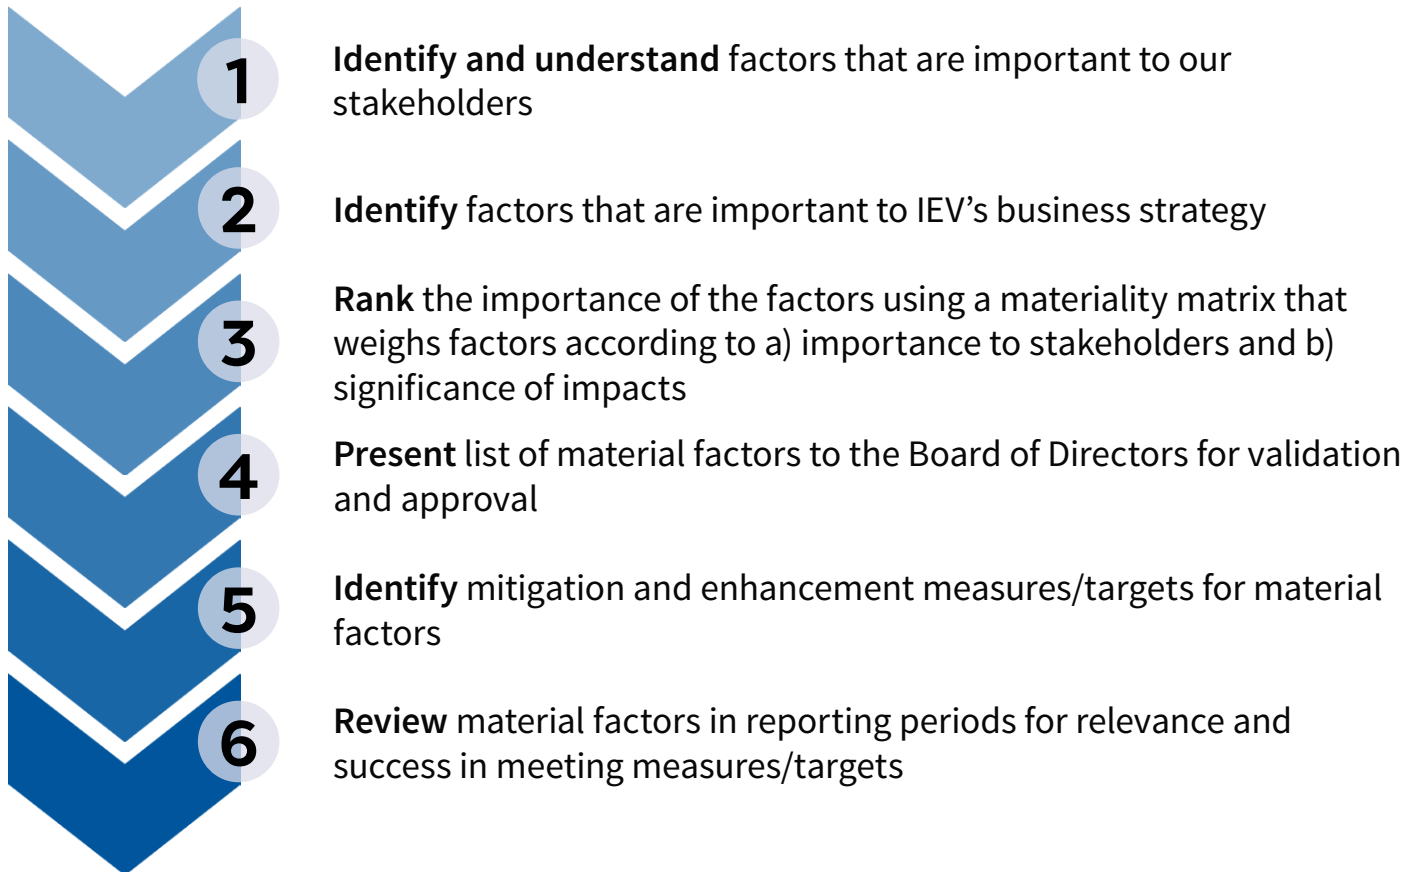 1
Identify and understand factors that are important to our
stakeholders
2
Identify factors that are important to IEV’s business strategy
3
Rank the importance of the factors using a materiality matrix that
weighs factors according to a) importance to stakeholders and b)
significance of impacts
4
Present list of material factors to the Board of Directors for validation
and approval
5
Identify mitigation and enhancement measures/targets for material
factors
6
Review material factors in reporting periods for relevance and
success in meeting measures/targets